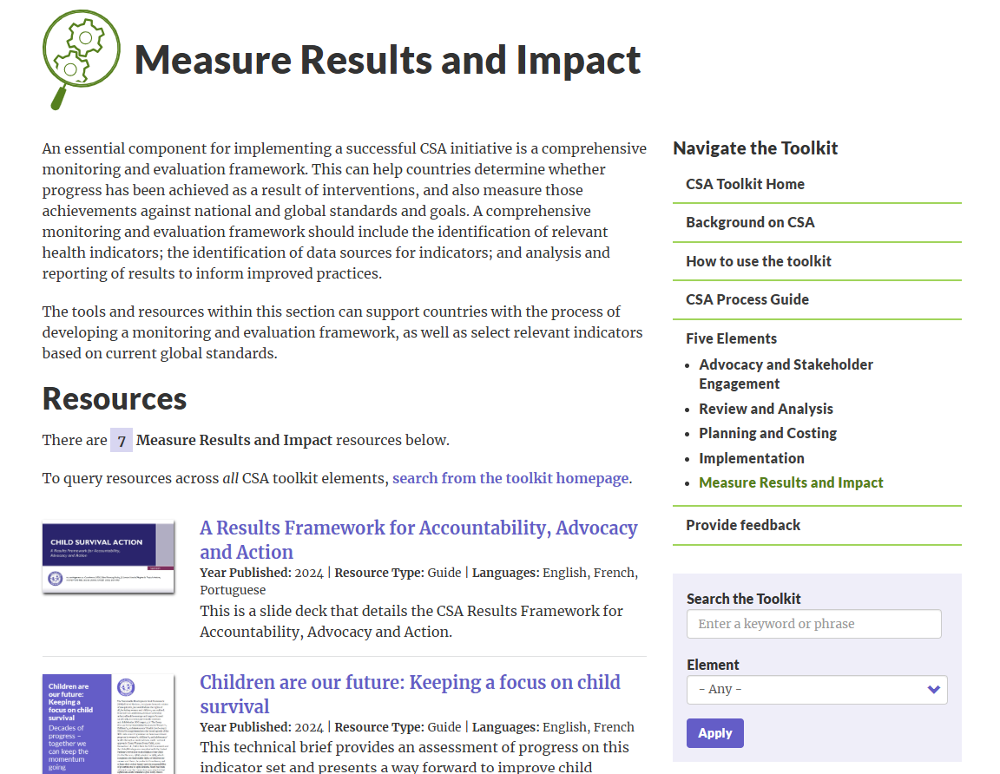 Measure Results and Impact
An essential component for implementing a successful CSA initiative is a comprehensive
monitoring and evaluation framework. This can help countries determine whether
progress has been achieved as a result of interventions, and also measure those
achievements against national and global standards and goals. A comprehensive
monitoring and evaluation framework should include the identification of relevant
health indicators; the identification of data sources for indicators; and analysis and
reporting of results to inform improved practices.
The tools and resources within this section can support countries with the process of
developing a monitoring and evaluation framework, as well as select relevant indicators
based on current global standards.
Resources
There are 7 Measure Results and Impact resources below.
To query resources across all CSA toolkit elements, search from the toolkit homepage.
CHILD SURVIVAL ACTION
A Results Framework for Accountability,
Advocacy and Action
A Results Framework for Accountability, Advocacy
and Action
Year Published: 2024 | Resource Type: Guide | Languages: English, French,
Portuguese
This is a slide deck that details the CSA Results Framework for
Accountability, Advocacy and Action.
Children are
our future:
Keeping a
focus on child
survival
Decades of
progress –
together we
can keep the
momentum
going
Children are our future: Keeping a focus on child
survival
Year Published: 2024 | Resource Type: Guide | Languages: English, French
This technical brief provides an assessment of progress on this
indicator set and presents a way forward to improve child
Navigate the Toolkit
CSA Toolkit Home
Background on CSA
How to use the toolkit
CSA Process Guide
Five Elements
• Advocacy and Stakeholder
Engagement
• Review and Analysis
• Planning and Costing
• Implementation
• Measure Results and Impact
Provide feedback
Search the Toolkit
Enter a keyword or phrase
Element
- Any -
Apply